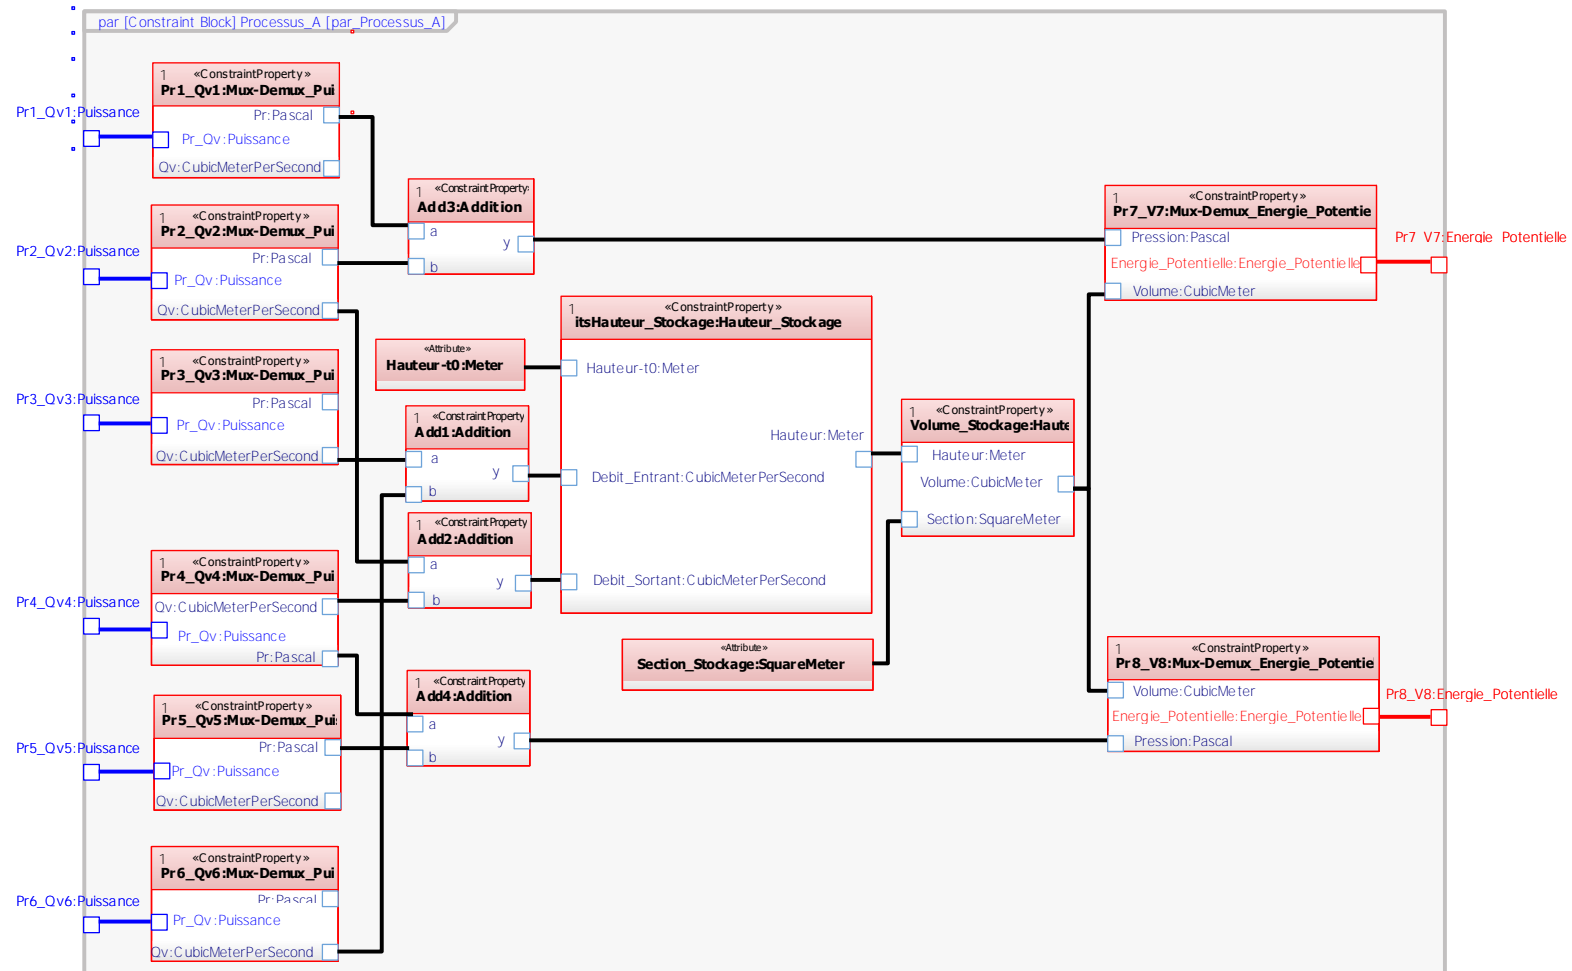 par [Constraint Block] Processus_A [par_Processus_A]
1 «ConstraintProperty»
Pr1_Qv1:Mux-Demux_Pui
Pr:Pascal
Pr1_Qv1:Puissance
Pr_Qv:Puissance
Qv:CubicMeterPerSecond
1 «ConstraintProperty»
Pr2_Qv2:Mux-Demux_Pui
Pr2_Qv2:Puissance
Pr:Pascal
Pr_Qv:Puissance
Qv:CubicMeterPerSecond
1 «ConstraintProperty»
Pr3_Qv3:Mux-Demux_Pui
Pr3_Qv3:Puissance
Pr:Pascal
Pr_Qv:Puissance
Qv:CubicMeterPerSecond
1 «ConstraintProperty»
Pr4_Qv4:Mux-Demux_Pui
Pr4_Qv4:Puissance
Qv:CubicMeterPerSecond
Pr_Qv:Puissance
Pr:Pascal
1 «ConstraintProperty»
Pr5_Qv5:Mux-Demux_Pui
Pr5_Qv5:Puissance
Pr:Pascal
Pr_Qv:Puissance
Qv:CubicMeterPerSecond
1 «ConstraintProperty»
Pr6_Qv6:Mux-Demux_Pui
Pr6_Qv6:Puissance
Pr:Pascal
Pr_Qv:Puissance
Qv:CubicMeterPerSecond
1 «ConstraintProperty»
Add3:Addition
a
y
b
«Attribute»
Hauteur-t0:Meter
1 «ConstraintProperty
Add1:Addition
a
y
b
1 «ConstraintProperty
Add2:Addition
a
y
b
1 «ConstraintProperty
Add4:Addition
a
y
b
1 «ConstraintProperty»
itsHauteur_Stockage:Hauteur_Stockage
Hauteur-t0:Meter
Hauteur:Meter
Debit_Entrant:CubicMeterPerSecond
Debit_Sortant:CubicMeterPerSecond
«Attribute»
Section_Stockage:SquareMeter
1 «ConstraintProperty»
Volume_Stockage:Haute
Hauteur:Meter
Volume:CubicMeter
Section:SquareMeter
1 «ConstraintProperty»
Pr7_V7:Mux-Demux_Energie_Potentie
Pression:Pascal
Pr7_V7:Energie_Potentielle
Energie_Potentielle:Energie_Potentielle
Volume:CubicMeter
1 «ConstraintProperty»
Pr8_V8:Mux-Demux_Energie_Potentie
Volume:CubicMeter
Pr8_V8:Energie_Potentielle
Energie_Potentielle:Energie_Potentielle
Pression:Pascal